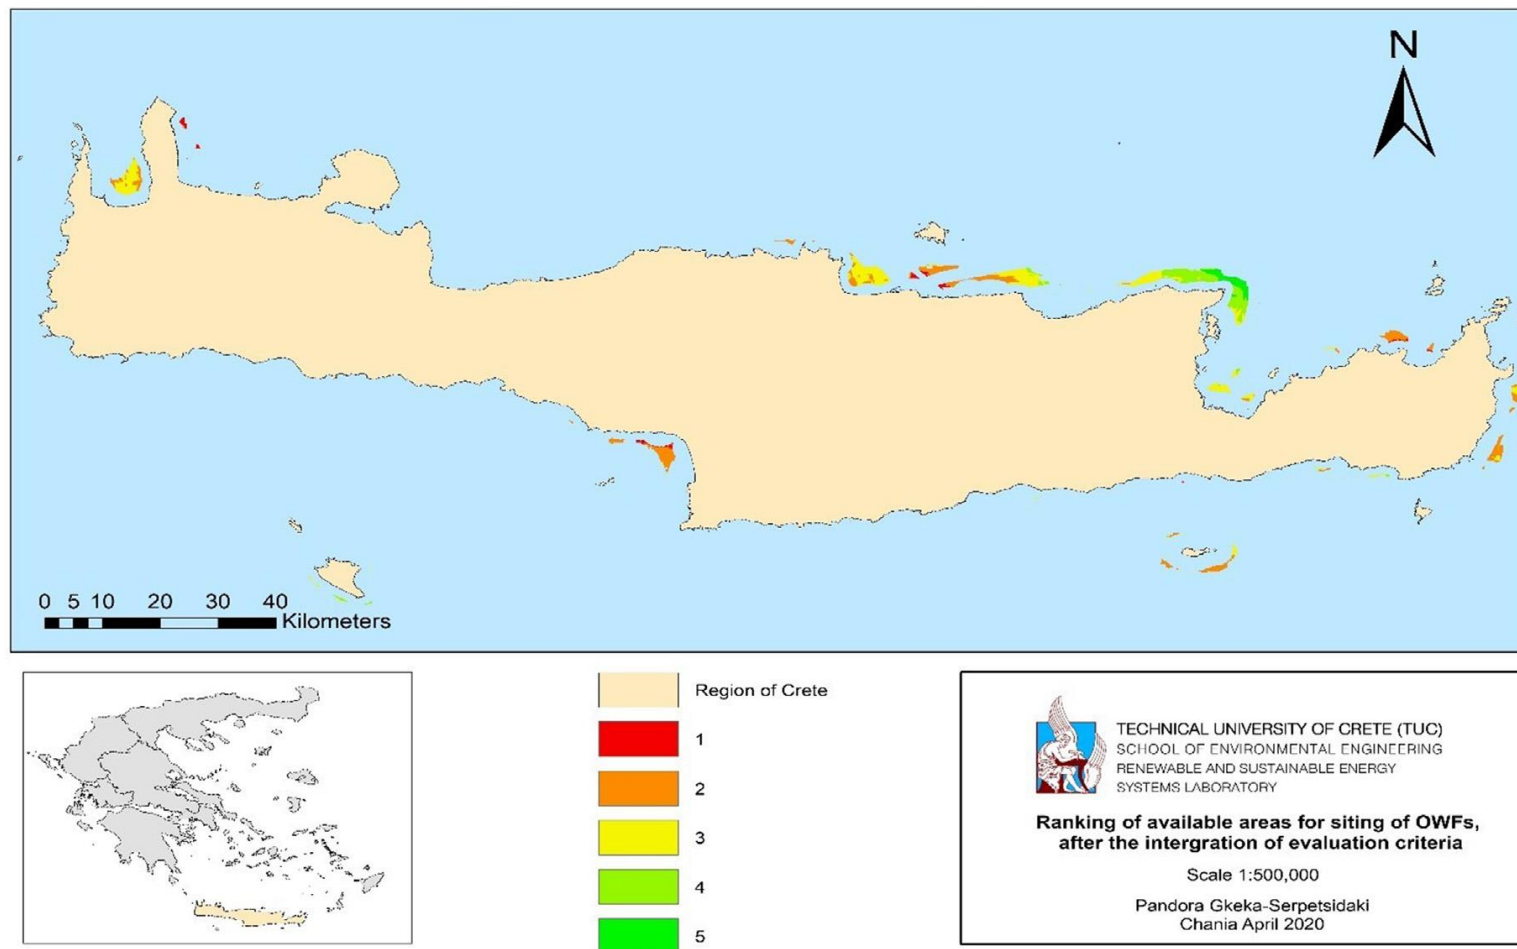 N
0 5 10 20 30 40
Kilometers
Region of Crete
1
2
3
4
5
TECHNICAL UNIVERSITY OF CRETE (TUC)
SCHOOL OF ENVIRONMENTAL ENGINEERING
RENEWABLE AND SUSTAINABLE ENERGY
SYSTEMS LABORATORY
Ranking of available areas for siting of OWFs,
after the intergration of evaluation criteria
Scale 1:500,000
Pandora Gkeka-Serpetsidaki
Chania April 2020